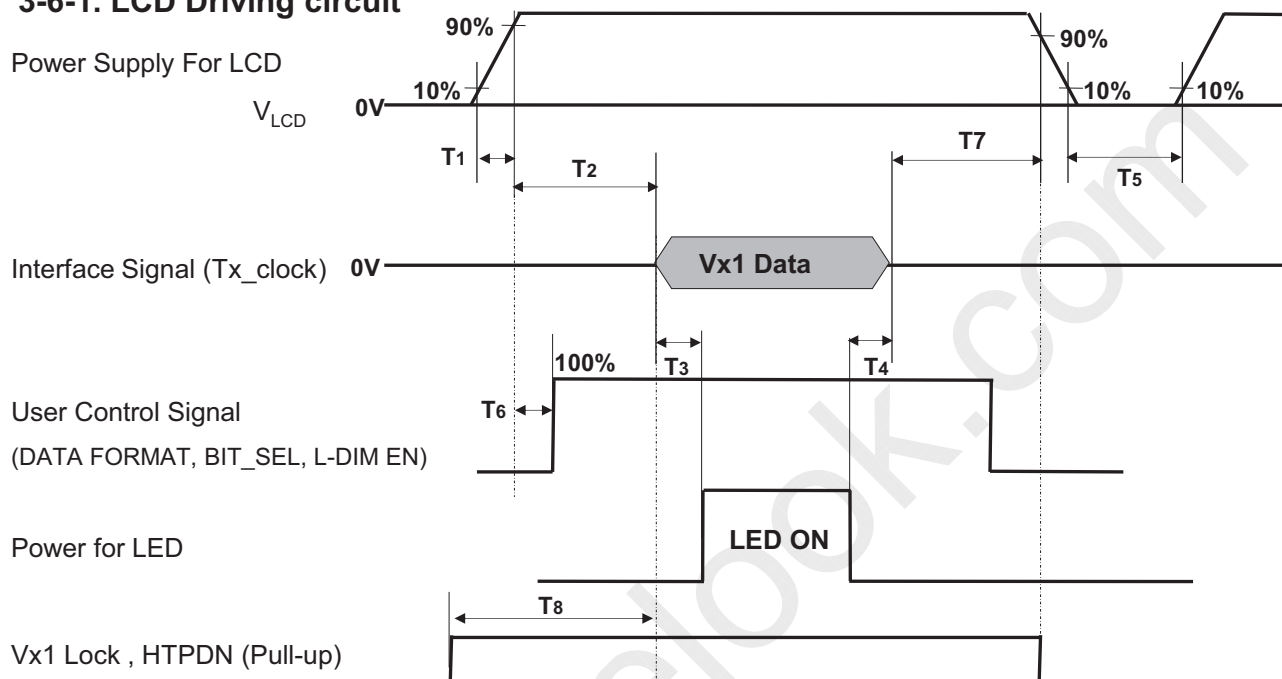 3-6-1. LCD Driving circuit
90%
Power Supply For LCD
90%
10%
10%
10%
VLCD
0V
T1
T2
T7
T5
Interface Signal (Tx_clock)
0V
Vx1 Data
100%
T3
T4
User Control Signal
T6
(DATA FORMAT, BIT_SEL, L-DIM EN)
Power for LED
LED ON
T8
Vx1 Lock , HTPDN (Pull-up)
elook.com